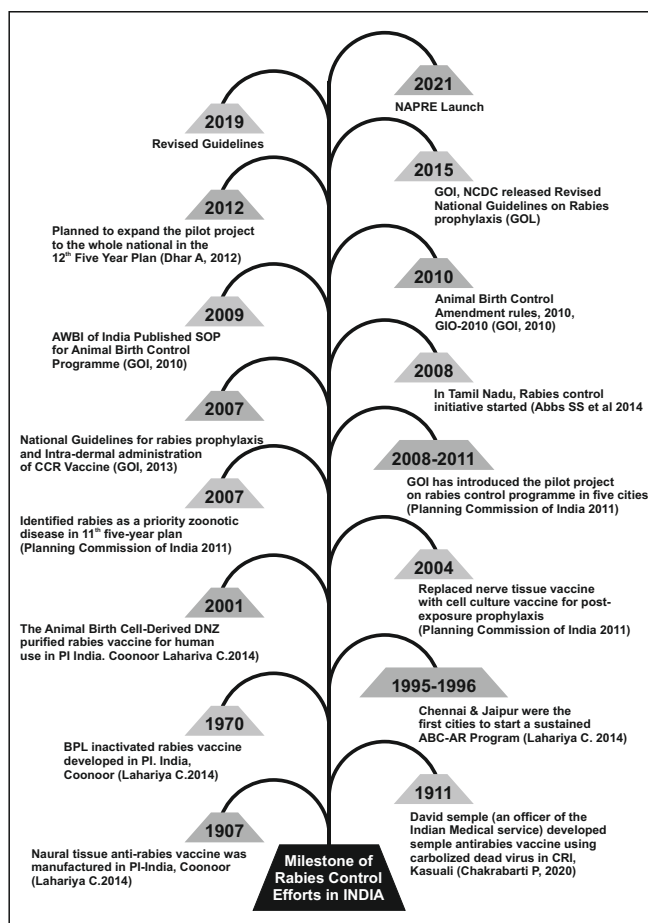 2021
NAPRE Launch
2019
Revised Guidelines
2015
GOI, NCDC released Revised
National Guidelines on Rabies
prophylaxis (GOL)
2012
Planned to expand the pilot project
to the whole national in the
12th Five Year Plan (Dhar A, 2012)
2010
Animal Birth Control
Amendment rules, 2010,
GIO-2010 (GOI, 2010)
2009
AWBI of India Published SOP
for Animal Birth Control
Programme (GOI, 2010)
2008
In Tamil Nadu, Rabies control
initiative started (Abbs SS et al 2014
2007
National Guidelines for rabies prophylaxis
and Intra-dermal administration
of CCR Vaccine (GOI, 2013)
2008-2011
GOI has introduced the pilot project
on rabies control programme in five cities
(Planning Commission of India 2011)
2007
Identified rabies as a priority zoonotic
disease in 11th five-year plan
(Planning Commission of India 2011)
2004
Replaced nerve tissue vaccine
with cell culture vaccine for post-
exposure prophylaxis
(Planning Commission of India 2011)
2001
The Animal Birth Cell-Derived DNZ
purified rabies vaccine for human
use in PI India. Coonoor Lahariya C.2014)
1995-1996
Chennai & Jaipur were the
first cities to start a sustained
ABC-AR Program (Lahariya C. 2014)
1970
BPL inactivated rabies vaccine
developed in PI. India,
Coonoor (Lahariya C.2014)
1911
David semple (an officer of the
Indian Medical service) developed
semple antirabies vaccine using
carbolized dead virus in CRI,
Kasuali (Chakrabarti P, 2020)
1907
Naural tissue anti-rabies vaccine was
manufactured in PI-India, Coonoor
(Lahariya C.2014)
Milestone of
Rabies Control
Efforts in INDIA